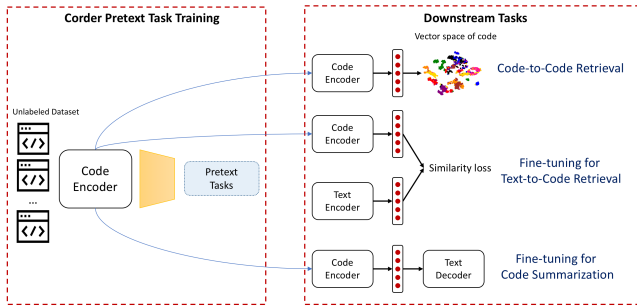 Corder Pretext Task Training
Unlabeled Dataset
</>
</>
...
</>
Code
Encoder
Pretext
Tasks
Downstream Tasks
Vector space of code
Code
Encoder
Code-to-Code Retrieval
Code
Encoder
Text
Encoder
Similarity loss
Fine-tuning for
Text-to-Code Retrieval
Code
Encoder
Text
Decoder
Fine-tuning for
Code Summarization